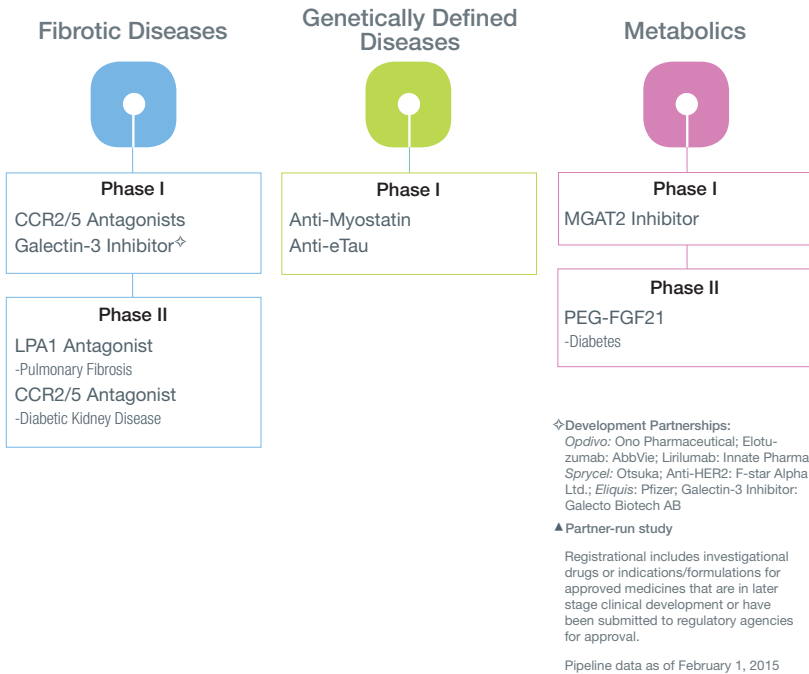 Fibrotic Diseases
Phase I
CCR2/5 Antagonists
Galectin-3 Inhibitor✧
Phase II
LPA1 Antagonist
-Pulmonary Fibrosis
CCR2/5 Antagonist
-Diabetic Kidney Disease
Genetically Defined
Diseases
Phase I
Anti-Myostatin
Anti-eTau
Metabolics
Phase I
MGAT2 Inhibitor
Phase II
PEG-FGF21
-Diabetes
✧Development Partnerships:
Opdivo: Ono Pharmaceutical; Elotu-
zumab: AbbVie; Lirilumab: Innate Pharma
Sprycel: Otsuka; Anti-HER2: F-star Alpha
Ltd.; Eliquis: Pfizer; Galectin-3 Inhibitor:
Galecto Biotech AB
▲Partner-run study
Registrational includes investigational
drugs or indications/formulations for
approved medicines that are in later
stage clinical development or have
been submitted to regulatory agencies
for approval.
Pipeline data as of February 1, 2015